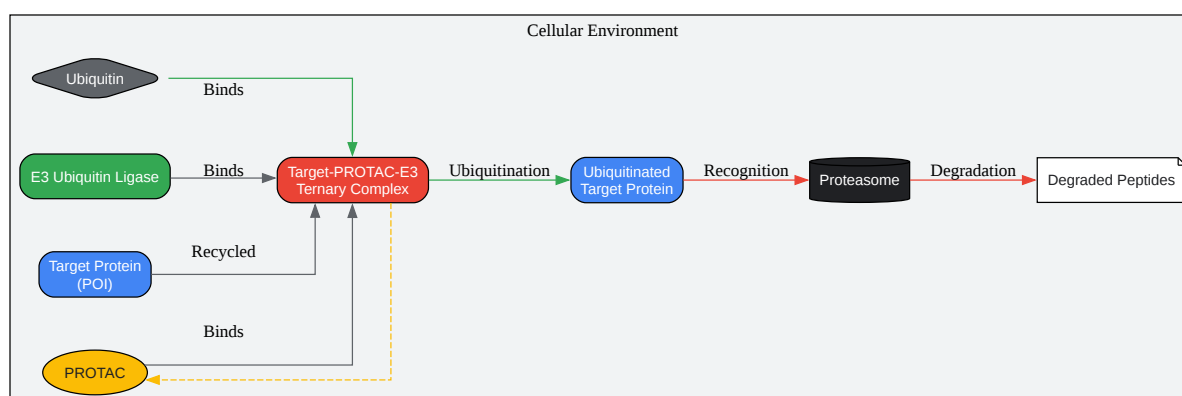 Cellular Environment
Ubiquitin
Binds
E3 Ubiquitin Ligase
Binds
Target-PROTAC-E3
Ternary Complex
Ubiquitination
Ubiquitinated
Target Protein
Recognition
Proteasome
Degradation
Degraded Peptides
Recycled
Target Protein
(POI)
Binds
PROTAC